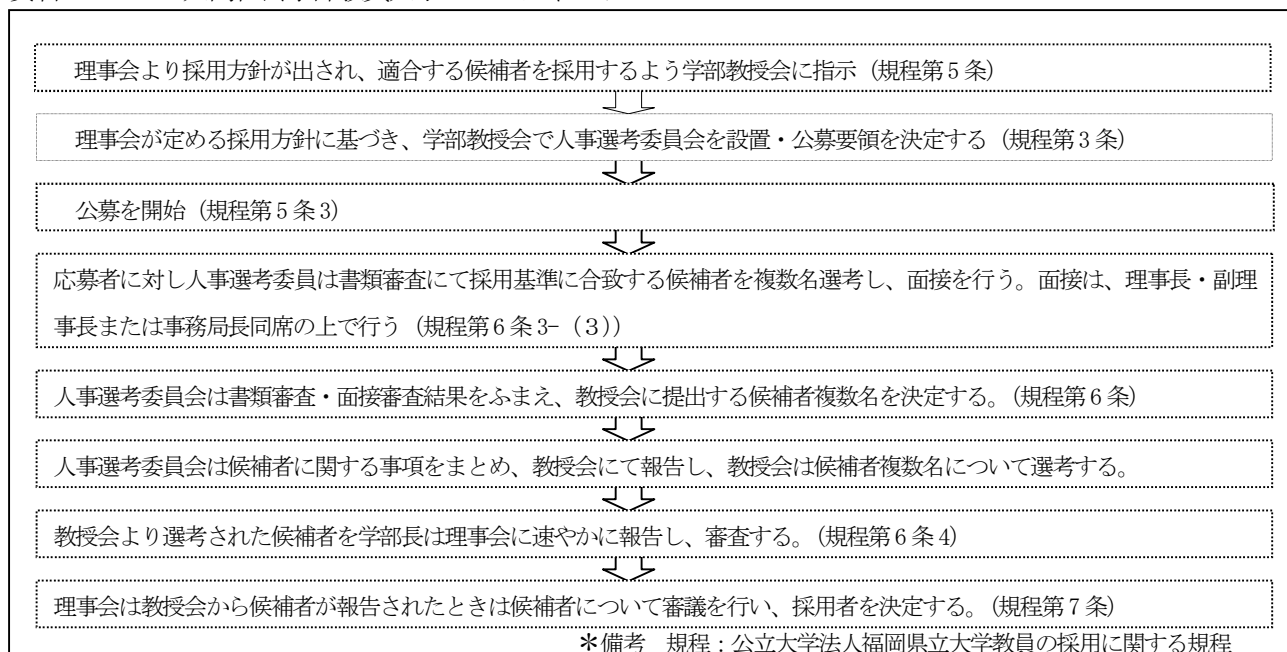 理事会より採用方針が出され、適合する候補者を採用するよう学部教授会に指示（規程第5条）
理事会が定める採用方針に基づき、学部教授会で人事選考委員会を設置・公募要領を決定する（規程第3条）
公募を開始（規程第5条3）
応募者に対し人事選考委員は書類審査にて採用基準に合致する候補者を複数名選考し、面接を行う。面接は、理事長・副理
事長または事務局長同席の上で行う（規程第6条3-（3））
人事選考委員会は書類審査・面接審査結果をふまえ、教授会に提出する候補者複数名を決定する。（規程第6条）
人事選考委員会は候補者に関する事項をまとめ、教授会にて報告し、教授会は候補者複数名について選考する。
教授会より選考された候補者を学部長は理事会に速やかに報告し、審査する。（規程第6条4）
理事会は教授会から候補者が報告されたときは候補者について審議を行い、採用者を決定する。（規程第7条）
＊備考　規程：公立大学法人福岡県立大学教員の採用に関する規程